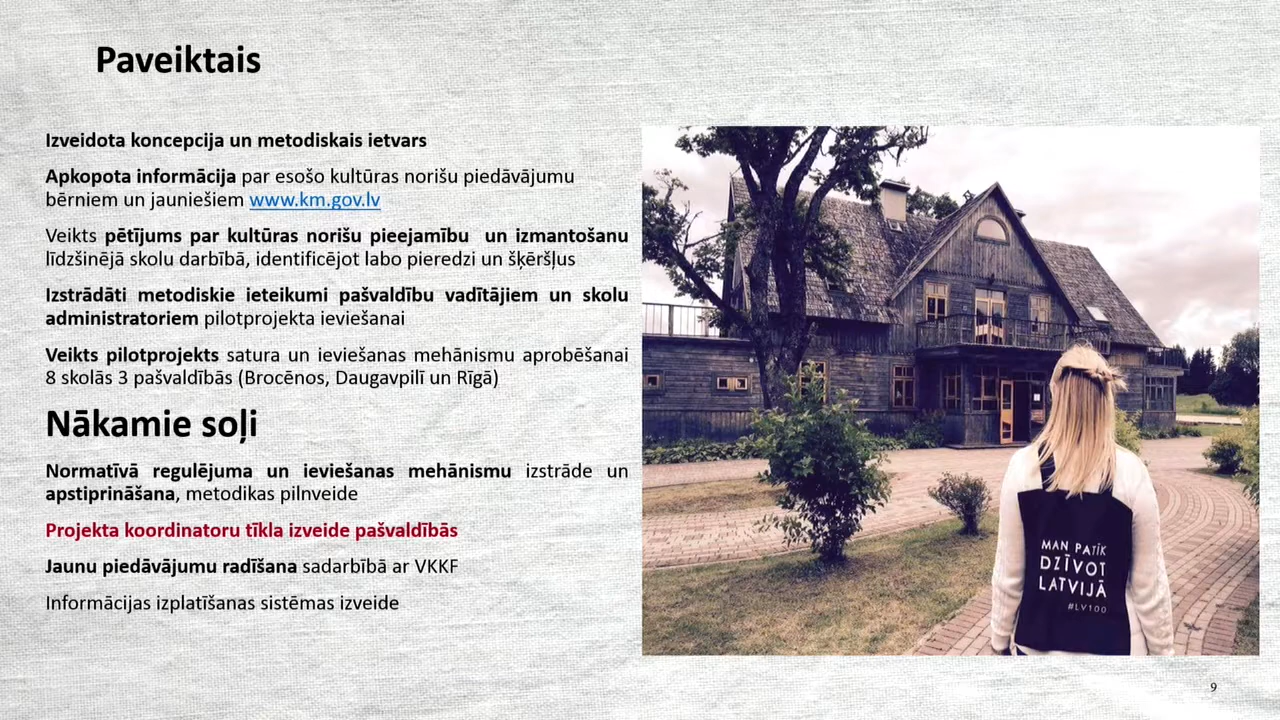 Paveiktais
Izveidota koncepcija un metodiskais ietvars
Apkopota informācija par esošo kultūras norišu piedāvājumu
bērniem un jauniešiem www.km.gov.lv
Veikts pētījums par kultūras norišu pieejamību un izmantošanu
līdzšinējā skolu darbībā, identificējot labo pieredzi un šķēršļus
Izstrādāti metodiskie ieteikumi pašvaldību vadītājiem un skolu
administratoriem pilotprojekta ieviešanai
Veikts pilotprojekts satura un ieviešanas mehānismu aprobēšanai
8 skolās 3 pašvaldībās (Brocēnos, Daugavpilī un Rīgā)
Nākamie soļi
Normatīvā regulējuma un ieviešanas mehānismu izstrāde un
apstiprināšana, metodikas pilnveide
Projekta koordinatoru tīkla izveide pašvaldībās
Jaunu piedāvājumu radīšana sadarbībā ar VKKF
Informācijas izplatīšanas sistēmas izveide
MAN PATĪK
DZĪVOT
LATVIJĀ
#LV100
9